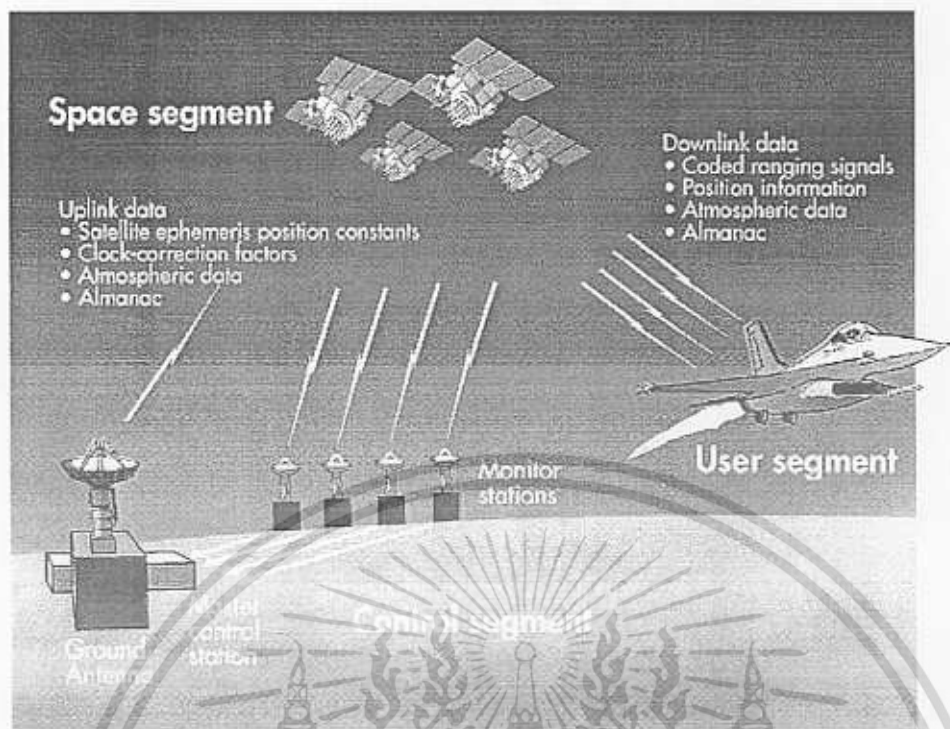 Space segment
Downlink data
• Coded ranging signals
• Position information
• Atmospheric data
• Almanac
Uplink data
• Satellite ephemeris position constants
• Clock-correction factors
• Atmospheric data
• Almanac
User segment
Monitor
stations
Control segment
Master
control
station
Ground
Antenna